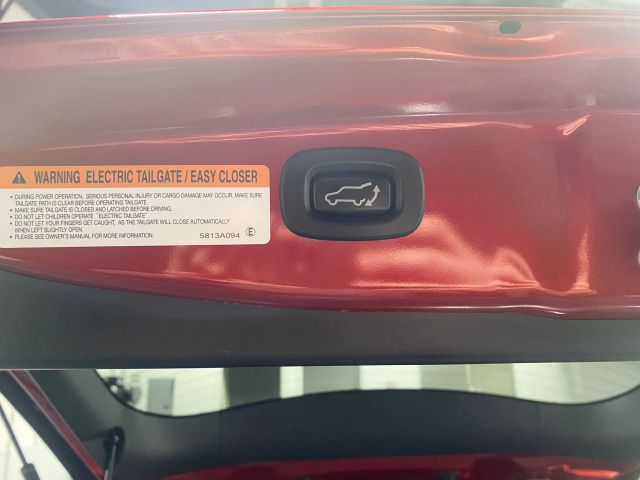 WARNING ELECTRIC TAILGATE / EASY CLOSER
• DURING POWER OPERATION, SERIOUS PERSONAL INJURY OR CARGO DAMAGE MAY OCCUR. MAKE SURE
TAILGATE PATH IS CLEAR BEFORE OPERATING TAILGATE.
• MAKE SURE TAILGATE IS CLOSED AND LATCHED BEFORE DRIVING.
• DO NOT LET CHILDREN OPERATE "ELECTRIC TAILGATE"
• DO NOT LET YOUR FINGERS GET CAUGHT, AS THE TAILGATE WILL CLOSE AUTOMATICALLY
WHEN LEFT SLIGHTLY OPEN.
• PLEASE SEE OWNER'S MANUAL FOR MORE INFORMATION. 5813A094 Ⓔ